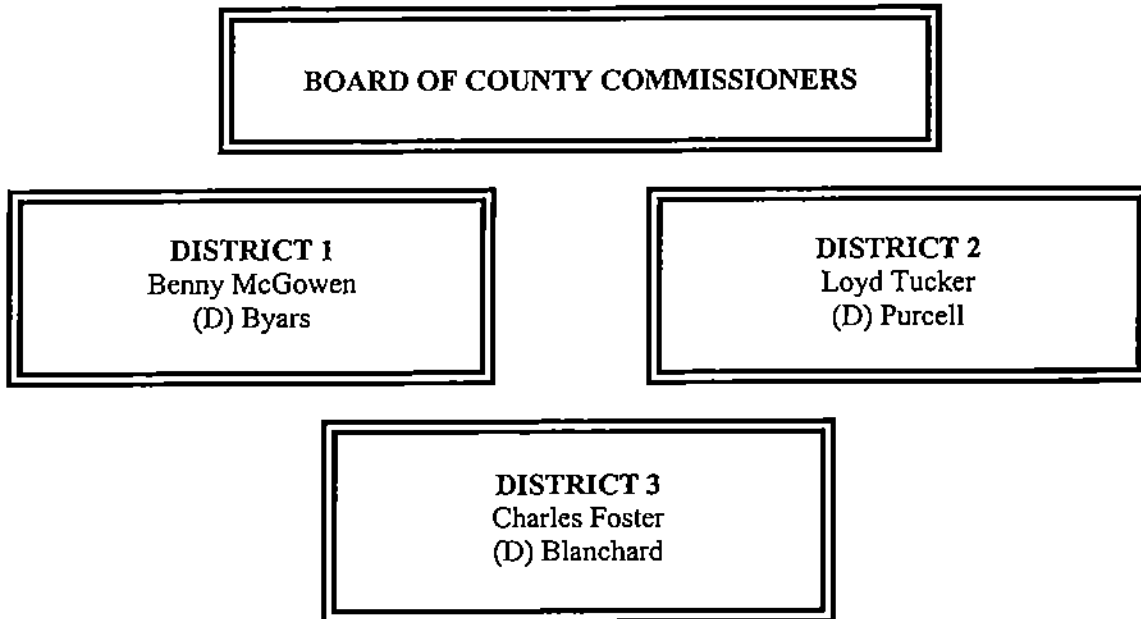 BOARD OF COUNTY COMMISSIONERS
DISTRICT 1
Benny McGowen
(D) Byars
DISTRICT 2
Loyd Tucker
(D) Purcell
DISTRICT 3
Charles Foster
(D) Blanchard